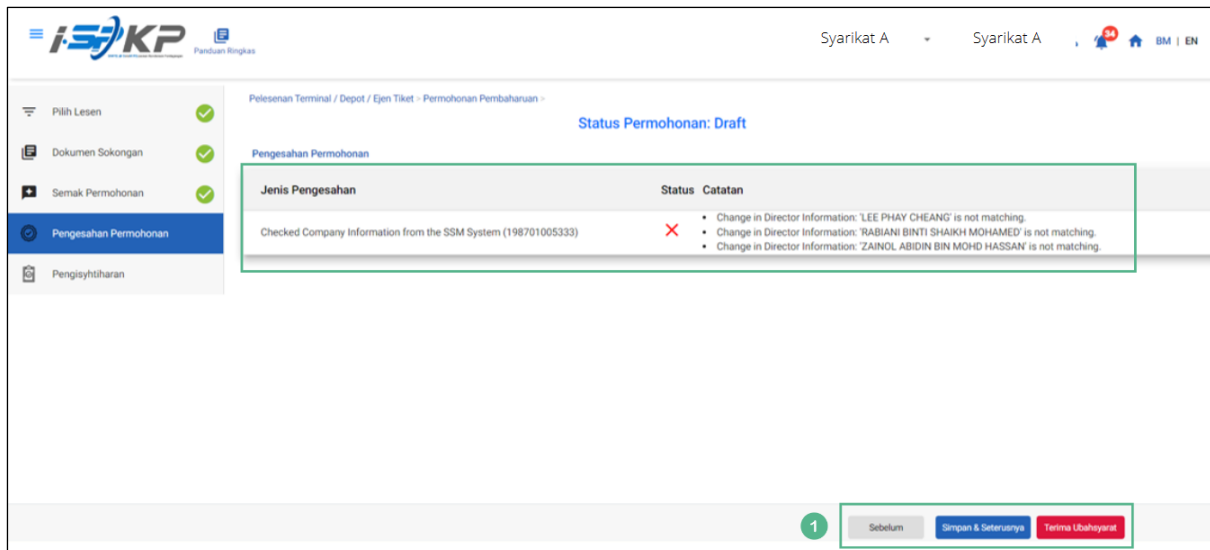 i-SPKP
Panduan Ringkas
Syarikat A
Syarikat A
34
BM | EN
Pilih Lesen
Dokumen Sokongan
Semak Permohonan
Pengesahan Permohonan
Pengisyhtiharan
Pelesenan Terminal / Depot / Ejen Tiket > Permohonan Pembaharuan >
Status Permohonan: Draft
Pengesahan Permohonan
Jenis Pengesahan Status Catatan
Checked Company Information from the SSM System (198701005333)
• Change in Director Information: 'LEE PHAY CHEANG' is not matching.
• Change in Director Information: 'RABIANI BINTI SHAIKH MOHAMED' is not matching.
• Change in Director Information: 'ZAINOL ABIDIN BIN MOHD HASSAN' is not matching.
1
Sebelum
Simpan & Seterusnya
Terima Ubahsyarat